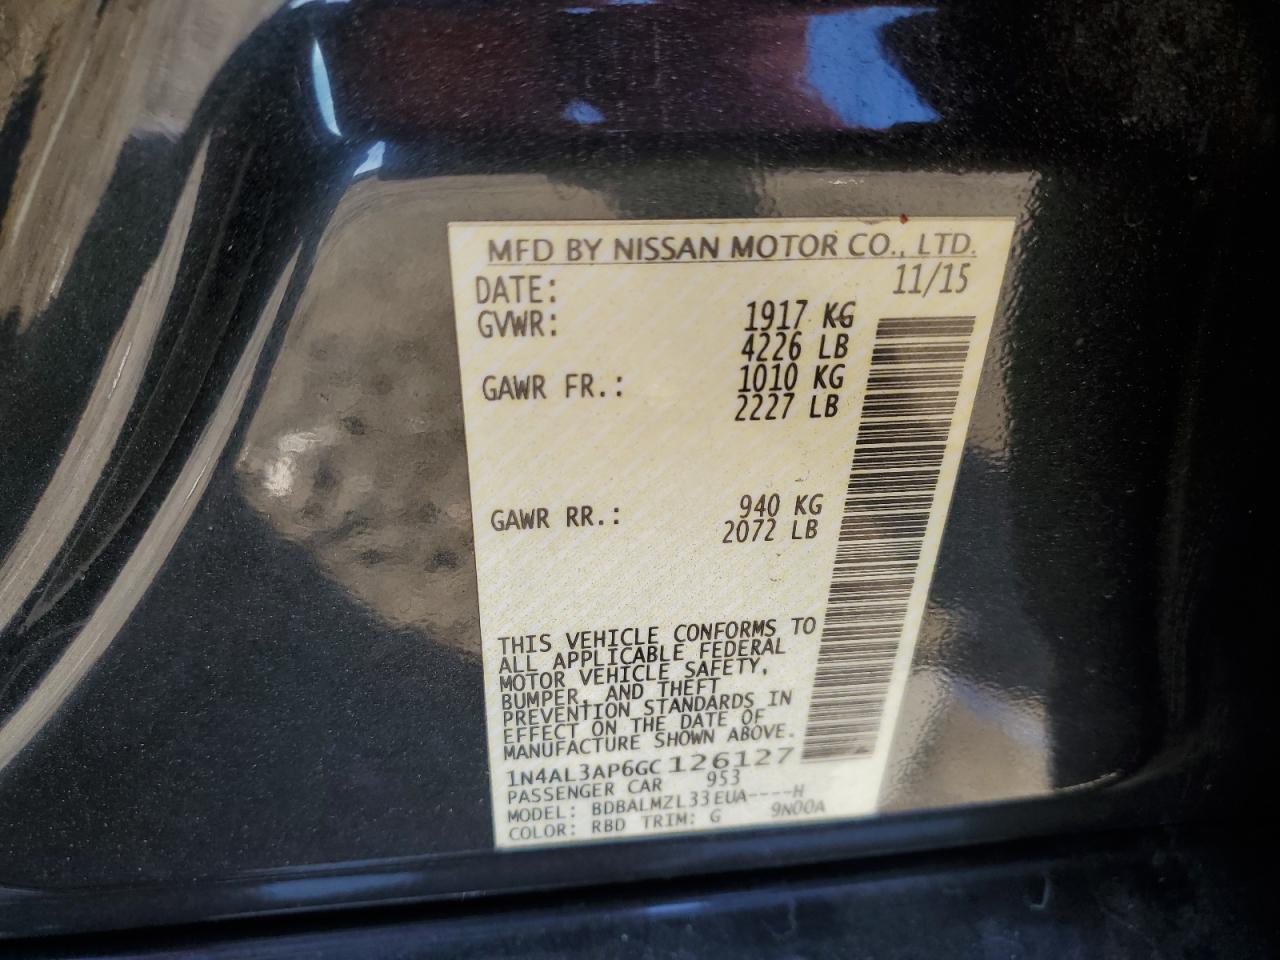 MFD BY NISSAN MOTOR CO., LTD.
DATE: 11/15
GVWR: 1917 KG
4226 LB
GAWR FR.: 1010 KG
2227 LB
GAWR RR.: 940 KG
2072 LB
THIS VEHICLE CONFORMS TO
ALL APPLICABLE FEDERAL
MOTOR VEHICLE SAFETY,
BUMPER, AND THEFT
PREVENTION STANDARDS IN
EFFECT ON THE DATE OF
MANUFACTURE SHOWN ABOVE.
1N4AL3AP6GC126127
PASSENGER CAR 953
MODEL: BDBALMZL33EUA----H
COLOR: RBD TRIM: G 9N00A